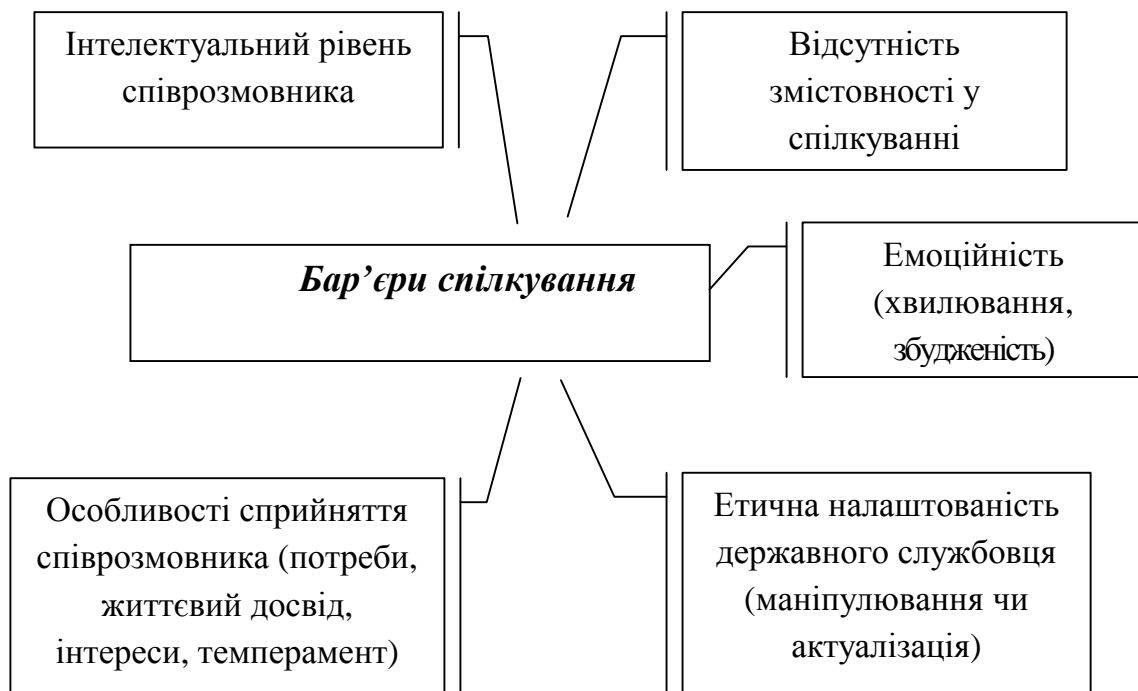 Інтелектуальний рівень
співрозмовника
Відсутність
змістовності у
спілкуванні
Бар’єри спілкування
Емоційність
(хвилювання,
збудженість)
Особливості сприйняття
співрозмовника (потреби,
життєвий досвід,
інтереси, темперамент)
Етична налаштованість
державного службовця
(маніпулювання чи
актуалізація)